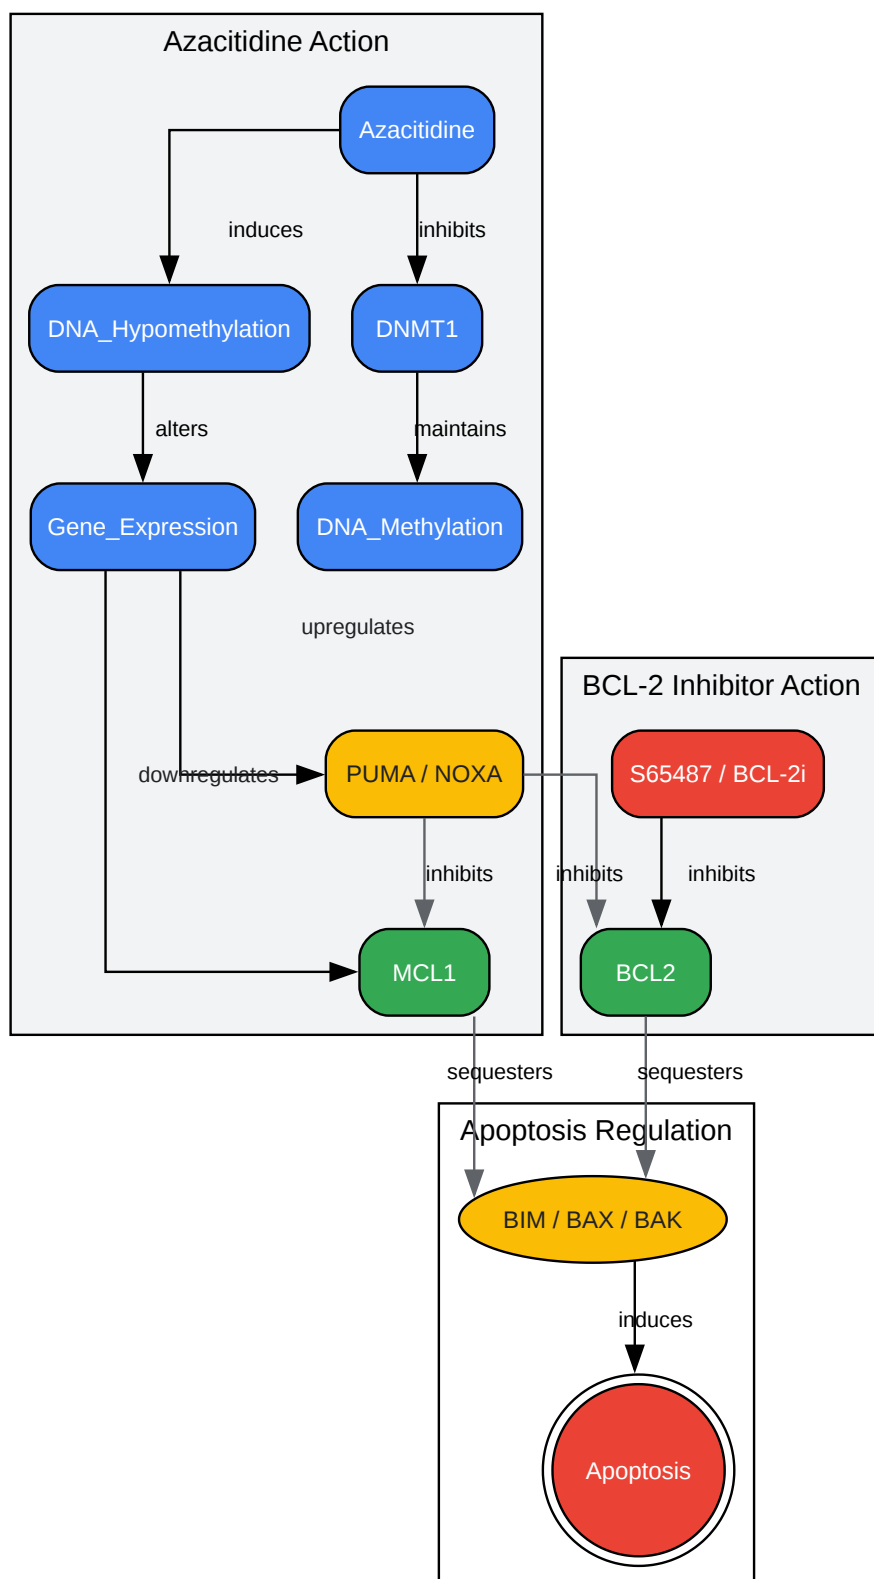 Azacitidine Action
Azacitidine
induces
inhibits
DNA_Hypomethylation
DNMT1
alters
maintains
Gene_Expression
DNA_Methylation
upregulates
BCL-2 Inhibitor Action
downregulates
PUMA / NOXA
S65487 / BCL-2i
inhibits
inhibits
inhibits
MCL1
BCL2
sequesters
sequesters
Apoptosis Regulation
BIM / BAX / BAK
induces
Apoptosis